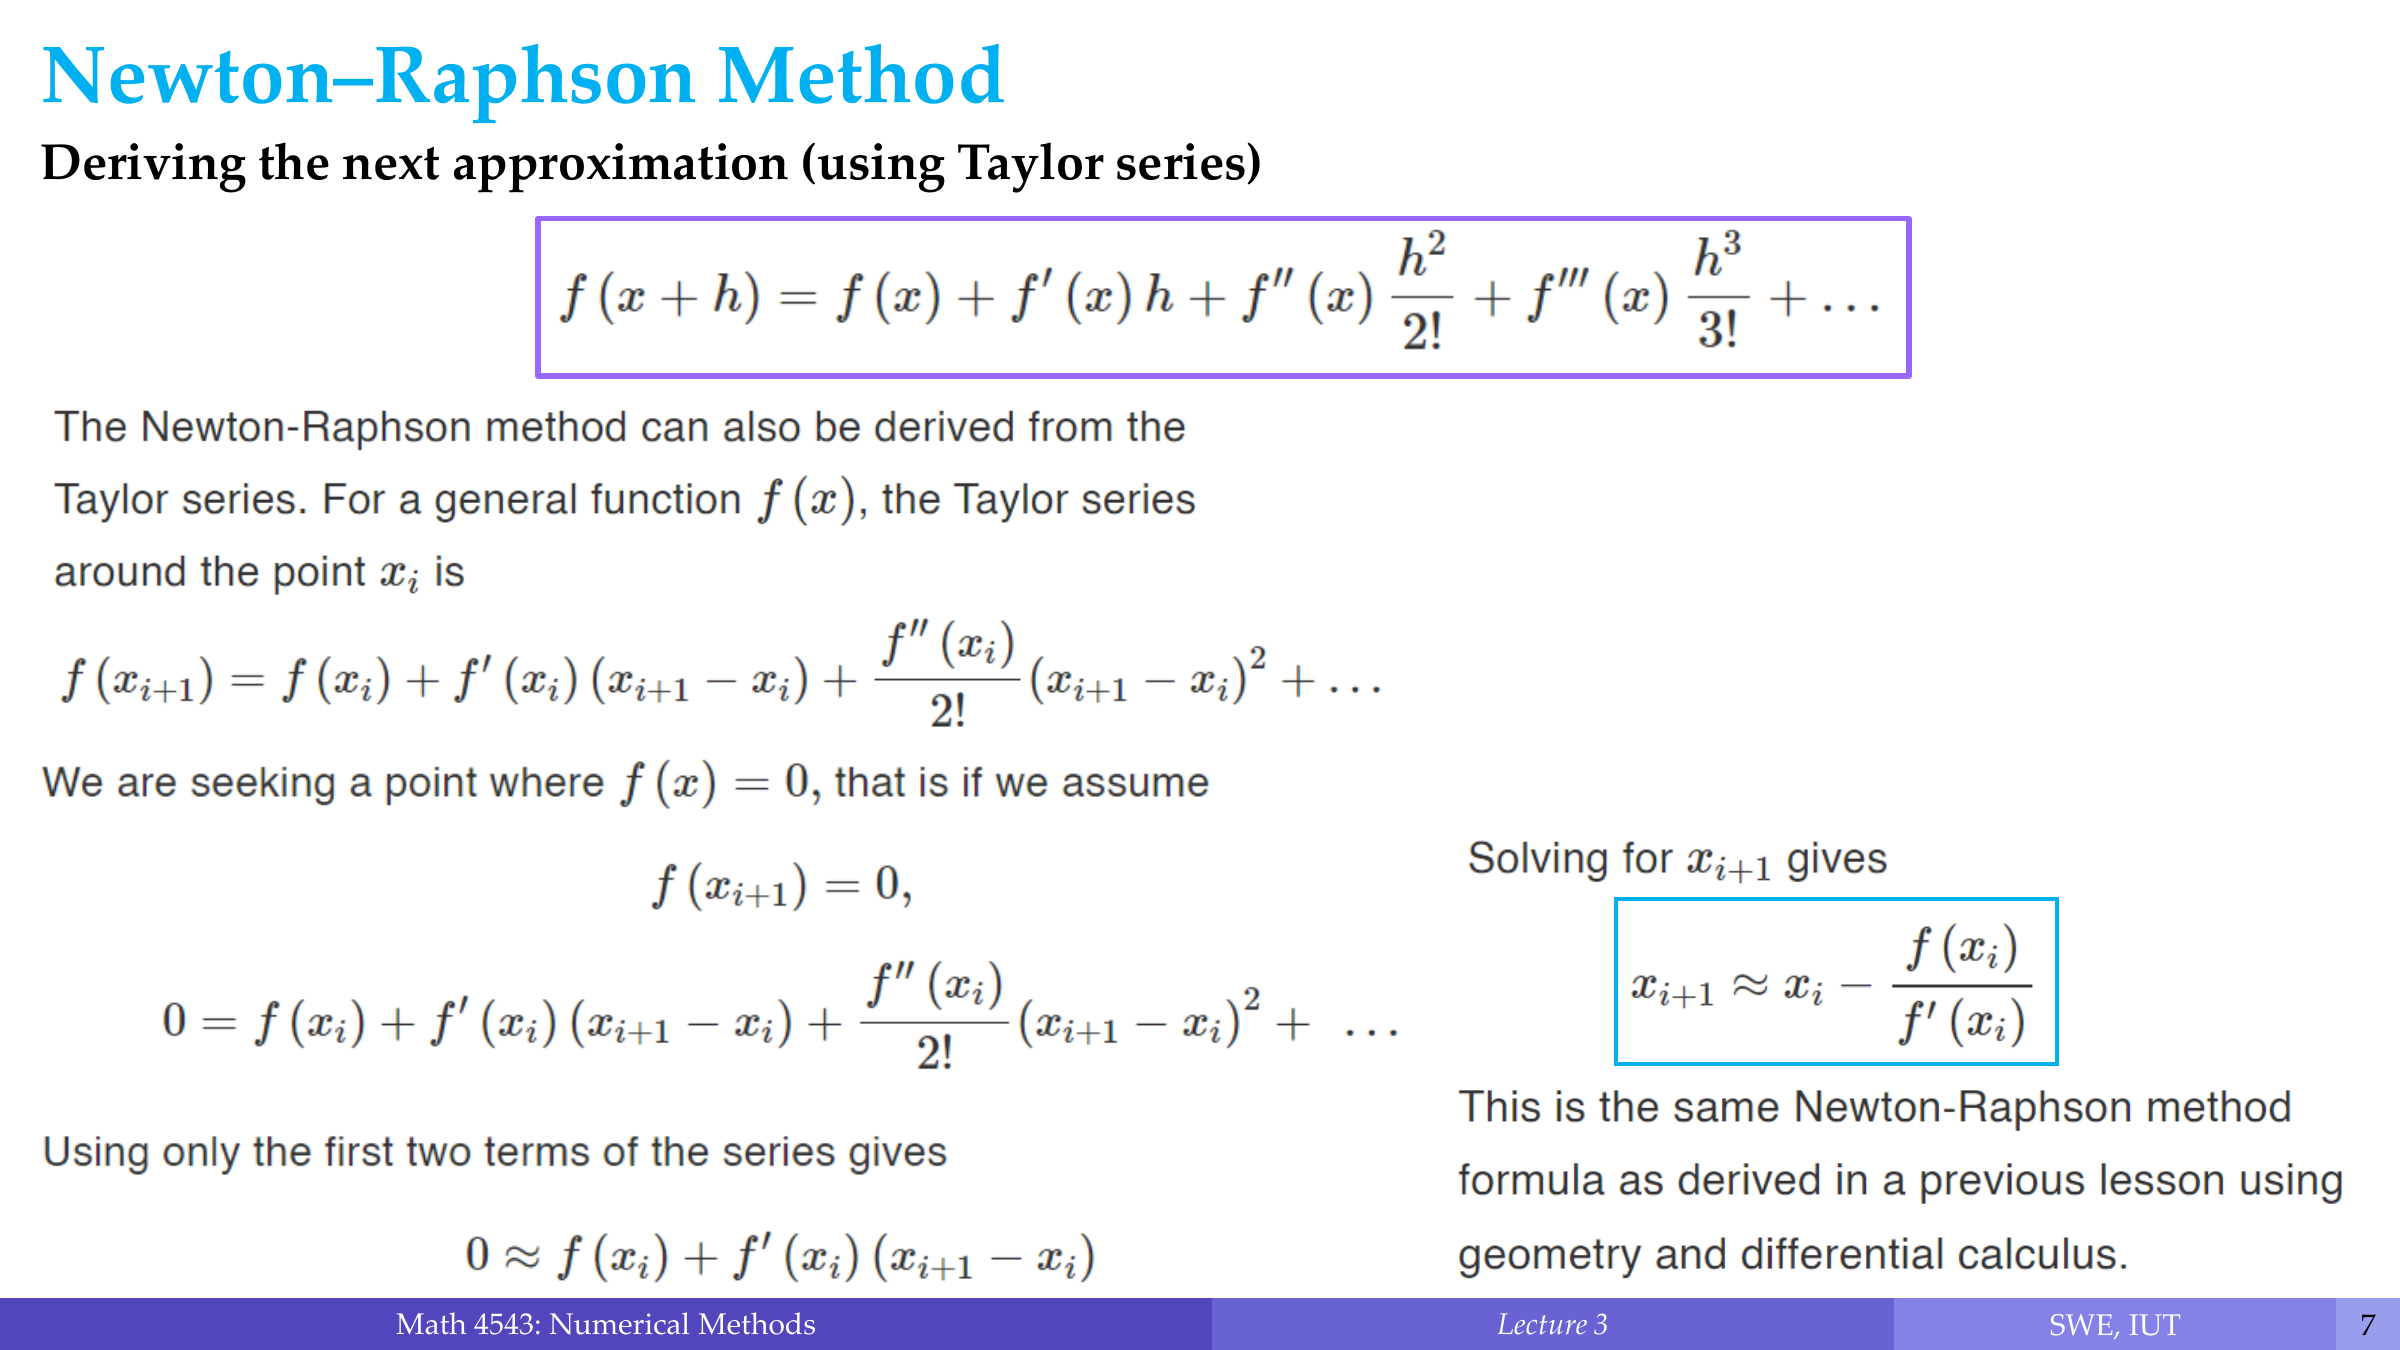 Newton–Raphson Method
Deriving the next approximation (using Taylor series)
f (x + h) = f (x) + f′ (x) h + f″ (x) h²/2! + f‴ (x) h³/3! + …
The Newton-Raphson method can also be derived from the
Taylor series. For a general function f (x), the Taylor series
around the point xᵢ is
f (xᵢ₊₁) = f (xᵢ) + f′ (xᵢ) (xᵢ₊₁ − xᵢ) + f″ (xᵢ)/2! (xᵢ₊₁ − xᵢ)² + …
We are seeking a point where f (x) = 0, that is if we assume
f (xᵢ₊₁) = 0,
0 = f (xᵢ) + f′ (xᵢ) (xᵢ₊₁ − xᵢ) + f″ (xᵢ)/2! (xᵢ₊₁ − xᵢ)² + …
Using only the first two terms of the series gives
0 ≈ f (xᵢ) + f′ (xᵢ) (xᵢ₊₁ − xᵢ)
Solving for xᵢ₊₁ gives
xᵢ₊₁ ≈ xᵢ − f (xᵢ)/f′ (xᵢ)
This is the same Newton-Raphson method
formula as derived in a previous lesson using
geometry and differential calculus.
Math 4543: Numerical Methods
Lecture 3
SWE, IUT
7